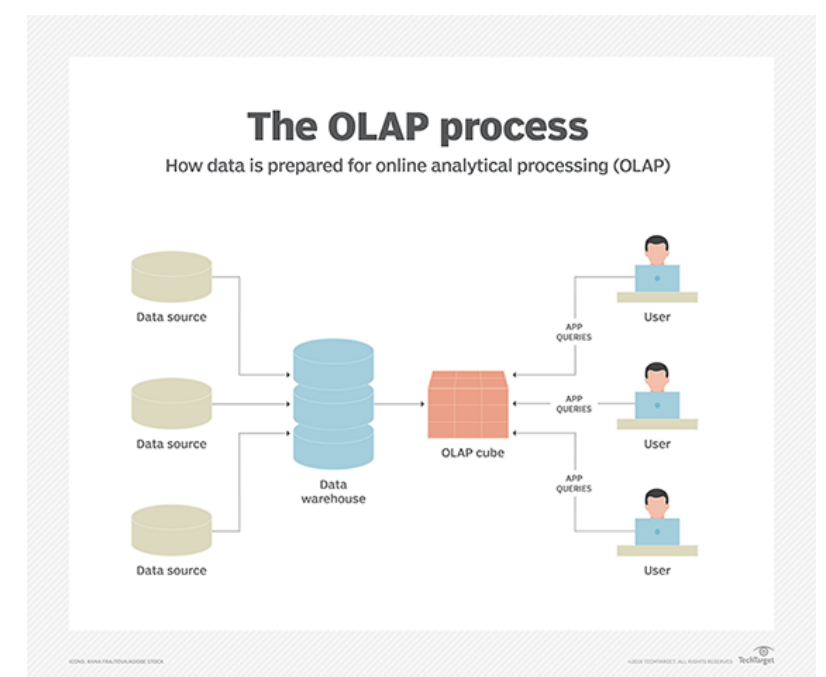 The OLAP process
How data is prepared for online analytical processing (OLAP)
Data source
User
APP
QUERIES
Data source
Data
warehouse
OLAP cube
APP
QUERIES
User
APP
QUERIES
Data source
User
TechTarget